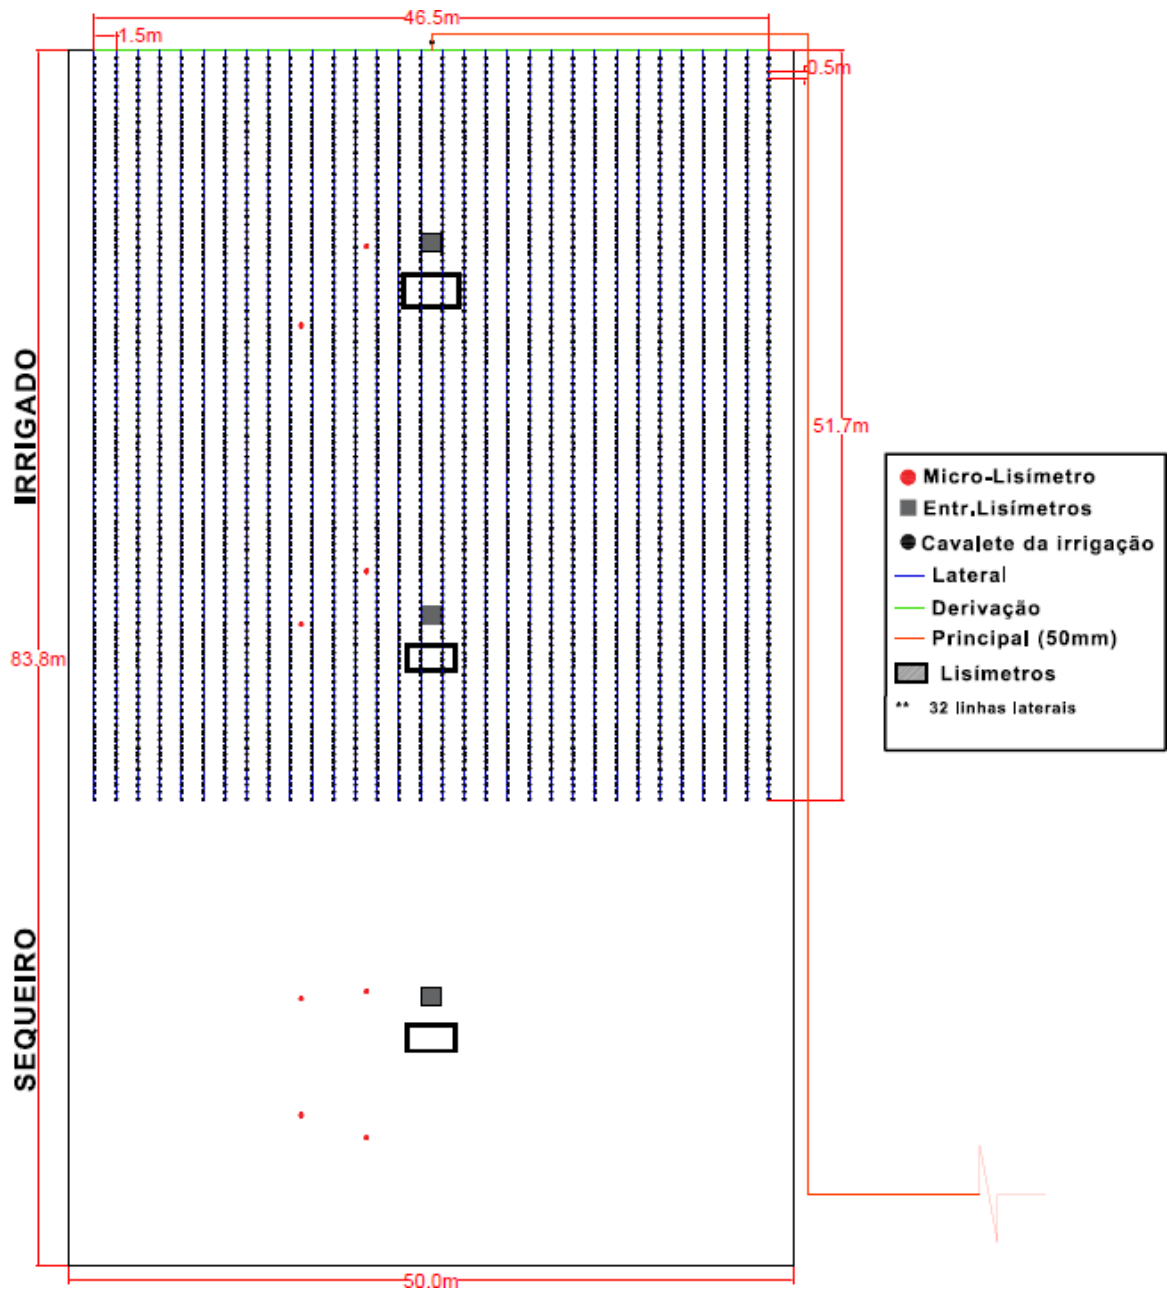 46.5m
1.5m
0.5m
IRRIGADO
51.7m
Micro-Lisímetro
Entr.Lisímetros
Cavalete da irrigação
Lateral
Derivação
Principal (50mm)
Lisímetros
** 32 linhas laterais
83.8m
SEQUEIRO
50.0m